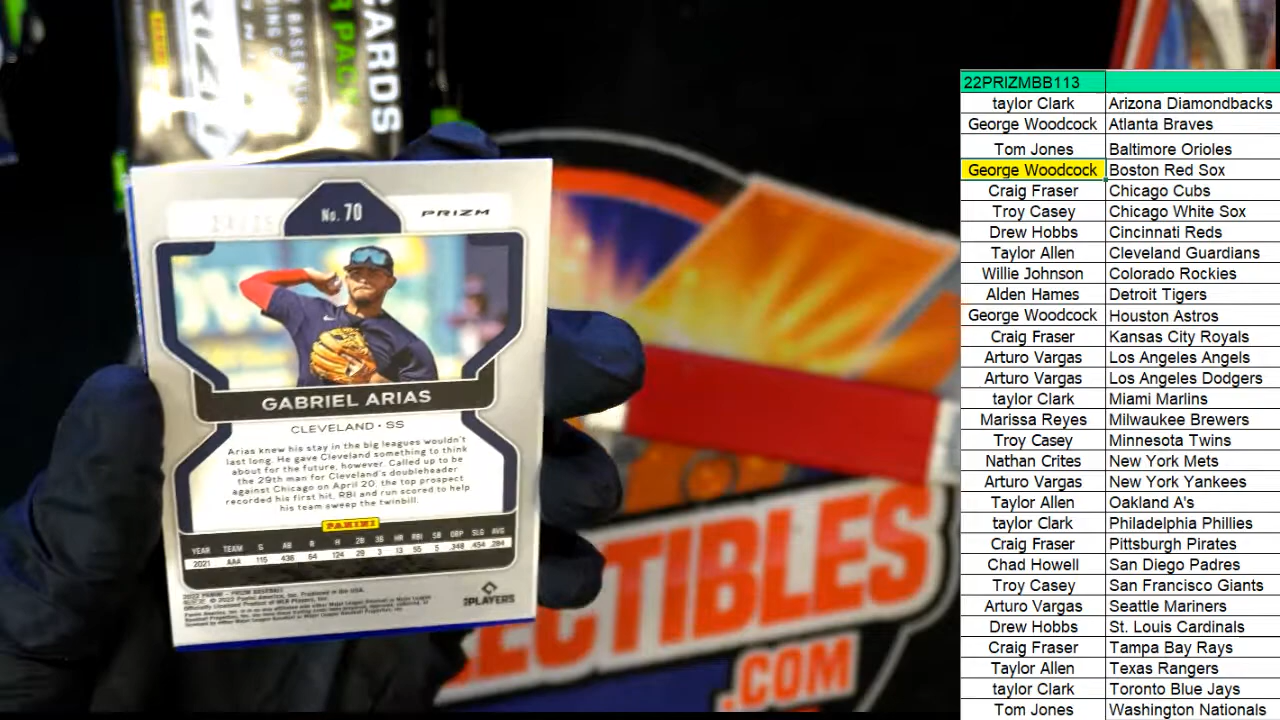 CARDS
No. 70
PRIZM
GABRIEL ARIAS
CLEVELAND • SS
Arias knew his stay in the big leagues wouldn't
last long. He gave Cleveland something to think
about for the future, however. Called up to be
the 29th man for Cleveland's doubleheader
against Chicago on April 20, the top prospect
recorded his first hit, RBI and run scored to help
his team sweep the twinbill.
PANINI
YEAR TEAM G AB R H 2B 3B HR RBI SB OBP SLG AVG
2021 AAA 115 436 64 124 29 3 13 55 5 .348 .454 .284
PLAYERS
ECTIBLES
.COM
22PRIZMBB113
taylor Clark Arizona Diamondbacks
George Woodcock Atlanta Braves
Tom Jones Baltimore Orioles
George Woodcock Boston Red Sox
Craig Fraser Chicago Cubs
Troy Casey Chicago White Sox
Drew Hobbs Cincinnati Reds
Taylor Allen Cleveland Guardians
Willie Johnson Colorado Rockies
Alden Hames Detroit Tigers
George Woodcock Houston Astros
Craig Fraser Kansas City Royals
Arturo Vargas Los Angeles Angels
Arturo Vargas Los Angeles Dodgers
taylor Clark Miami Marlins
Marissa Reyes Milwaukee Brewers
Troy Casey Minnesota Twins
Nathan Crites New York Mets
Arturo Vargas New York Yankees
Taylor Allen Oakland A's
taylor Clark Philadelphia Phillies
Craig Fraser Pittsburgh Pirates
Chad Howell San Diego Padres
Troy Casey San Francisco Giants
Arturo Vargas Seattle Mariners
Drew Hobbs St. Louis Cardinals
Craig Fraser Tampa Bay Rays
Taylor Allen Texas Rangers
taylor Clark Toronto Blue Jays
Tom Jones Washington Nationals